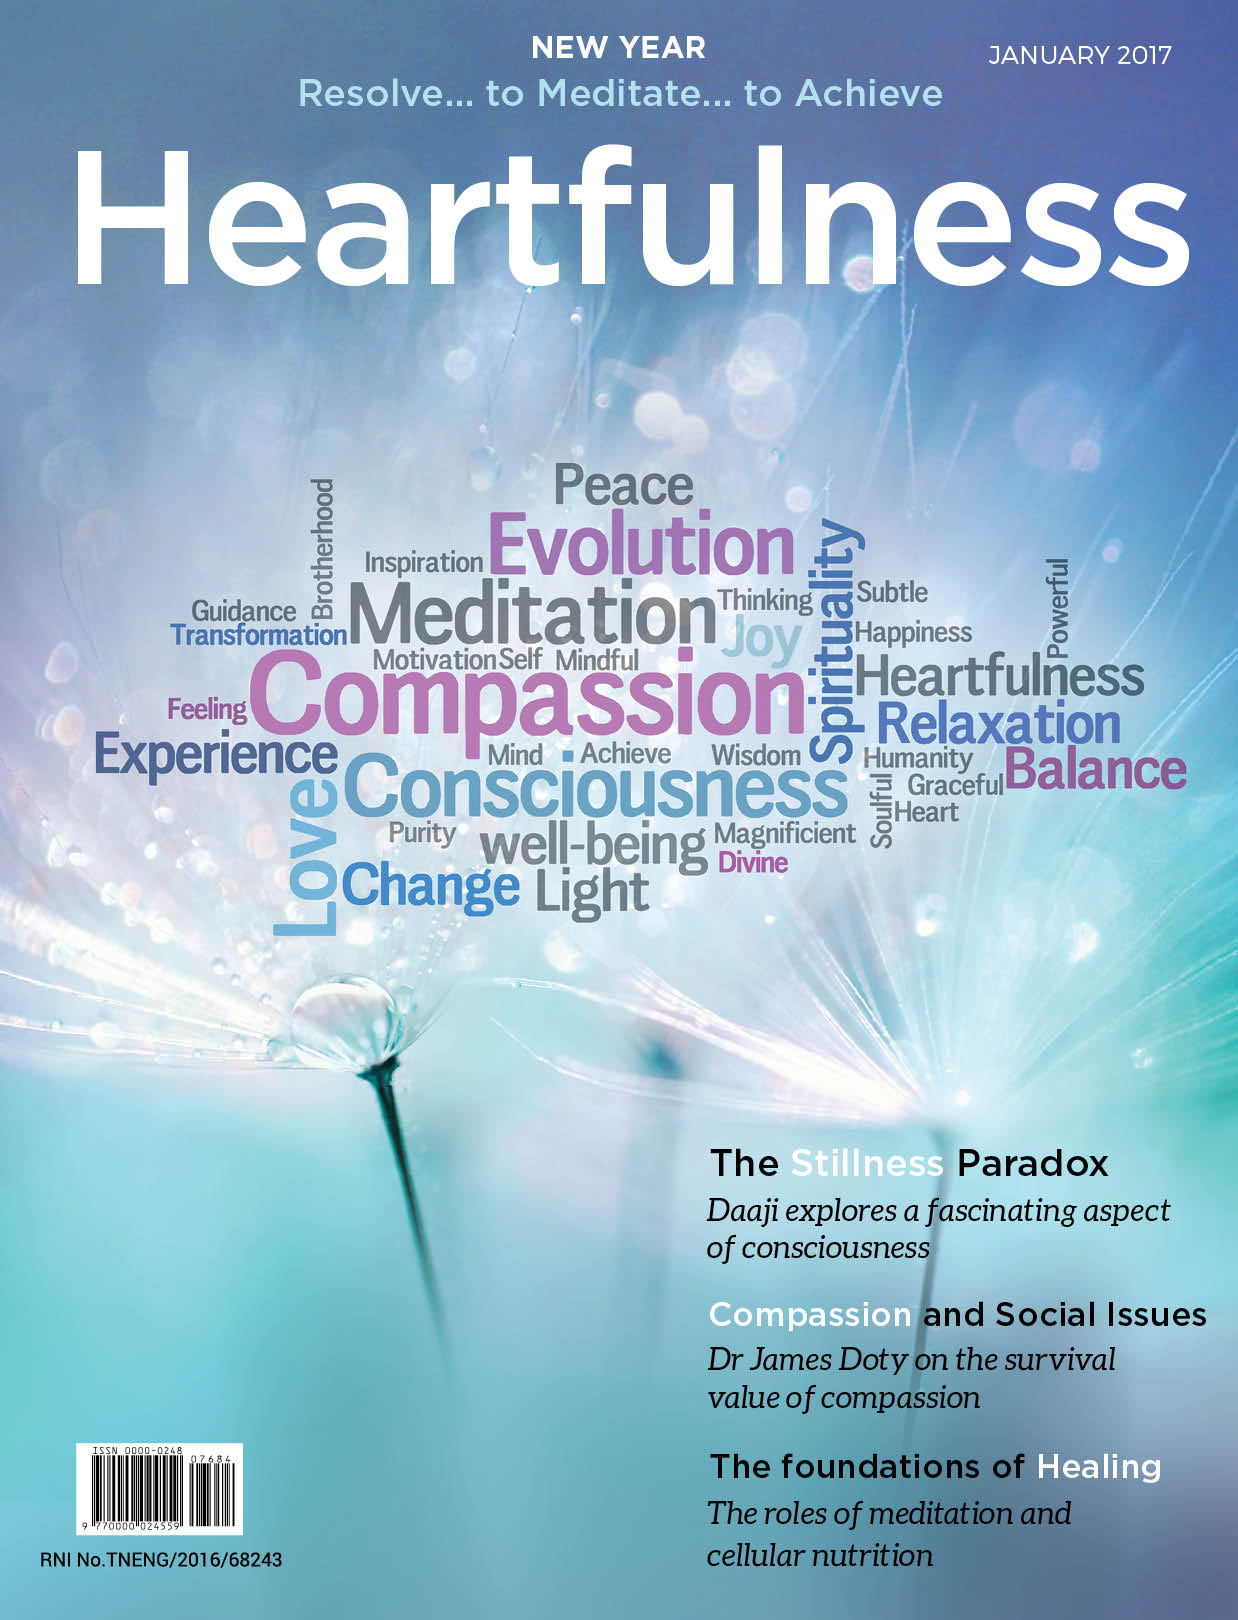 NEW YEAR
JANUARY 2017
Resolve... to Meditate... to Achieve
Heartfulness
Peace
Evolution
Inspiration
Brotherhood
Meditation
Thinking
Spirituality
Subtle
Powerful
Guidance
Transformation
Joy
Happiness
Motivation Self Mindful
Heartfulness
Compassion
Feeling
Relaxation
Experience
Mind Achieve Wisdom
Humanity
Balance
Love
Consciousness
Soulful
Graceful
Heart
Purity
well-being
Magnificient
Divine
Change
Light
The Stillness Paradox
Daaji explores a fascinating aspect
of consciousness
Compassion and Social Issues
Dr James Doty on the survival
value of compassion
The foundations of Healing
The roles of meditation and
cellular nutrition
ISSN 0000-0248
07684
9 770000 024559
RNI No.TNENG/2016/68243